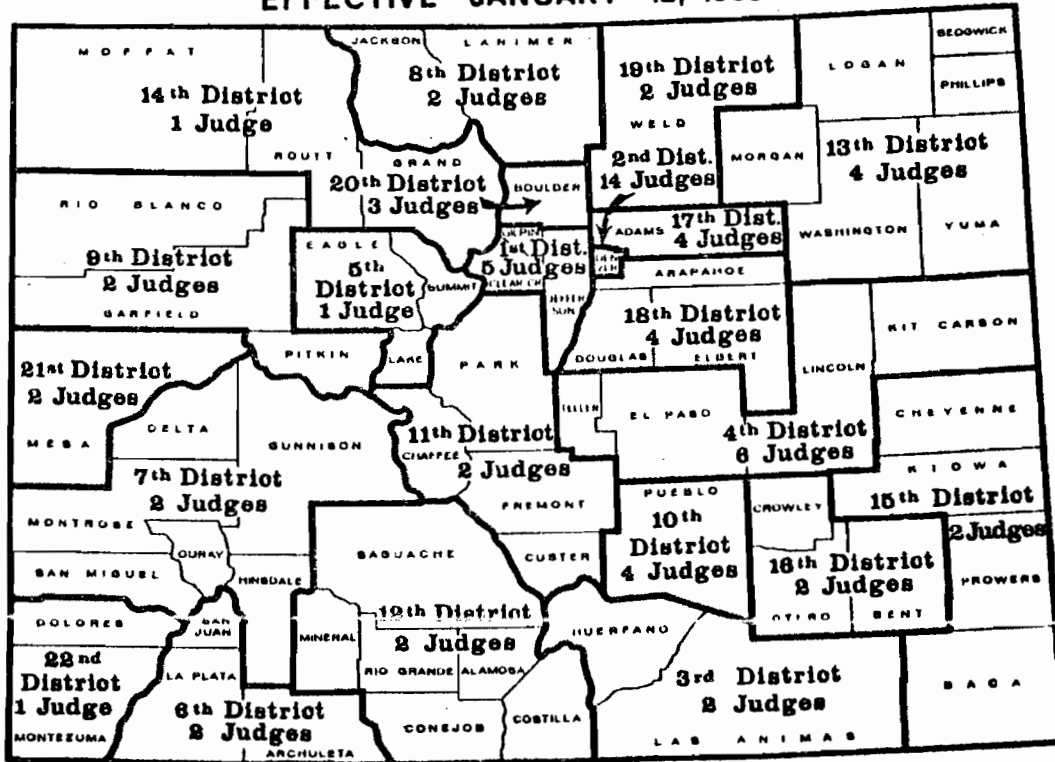 EFFECTIVE JANUARY 12,
MOFFAT
JACKSON
LARIMER
LOGAN
SEDGWICK
PHILLIPS
14th District
1 Judge
8th District
2 Judges
19th District
2 Judges
WELD
ROUTT
GRAND
MORGAN
13th District
4 Judges
2nd Dist.
14 Judges
20th District
3 Judges
BOULDER
RIO BLANCO
ADAMS
17th Dist.
4 Judges
WASHINGTON
YUMA
GILPIN
1st Dist.
5 Judges
CLEAR CR
DEN
VER
ARAPAHOE
EAGLE
5th
District
1 Judge
SUMMIT
9th District
2 Judges
GARFIELD
JEFFER
SON
18th District
4 Judges
DOUGLAS
ELBERT
KIT CARSON
LINCOLN
PITKIN
LAKE
PARK
21st District
2 Judges
MESA
DELTA
GUNNISON
TELLER
EL PASO
CHEYENNE
11th District
CHAFFEE
2 Judges
4th District
6 Judges
KIOWA
7th District
2 Judges
MONTROSE
FREMONT
PUEBLO
10th
District
4 Judges
CROWLEY
15th District
2 Judges
OURAY
SAGUACHE
CUSTER
SAN MIGUEL
HINSDALE
16th District
2 Judges
PROWERS
OTERO
BENT
DOLORES
SAN
JUAN
MINERAL
12th District
2 Judges
HUERFANO
22nd
District
1 Judge
MONTEZUMA
LA PLATA
RIO GRANDE
ALAMOSA
3rd District
2 Judges
BACA
6th District
2 Judges
ARCHULETA
CONEJOS
COSTILLA
LAS ANIMAS